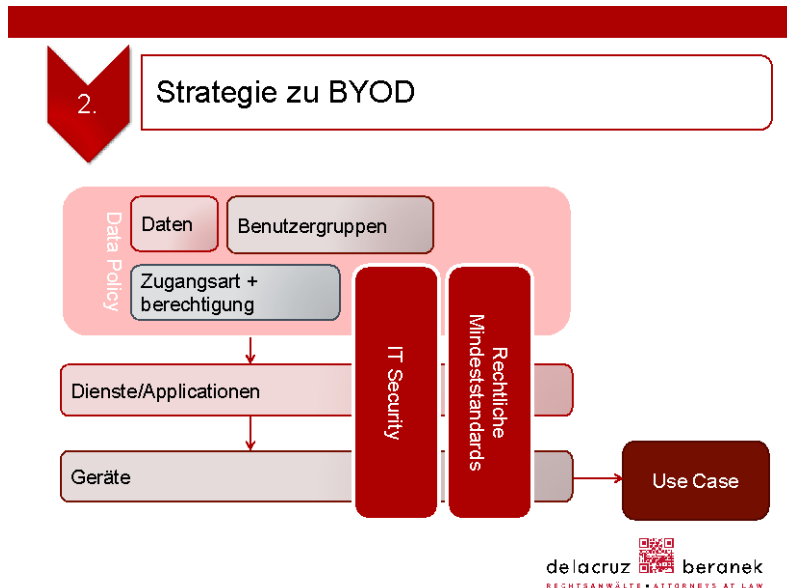 2.
Strategie zu BYOD
Data Policy
Daten
Benutzergruppen
Zugangsart +
berechtigung
IT Security
Rechtliche
Mindeststandards
Dienste/Applicationen
Geräte
Use Case
delacruz beranek
RECHTSANWÄLTE ATTORNEYS AT LAW